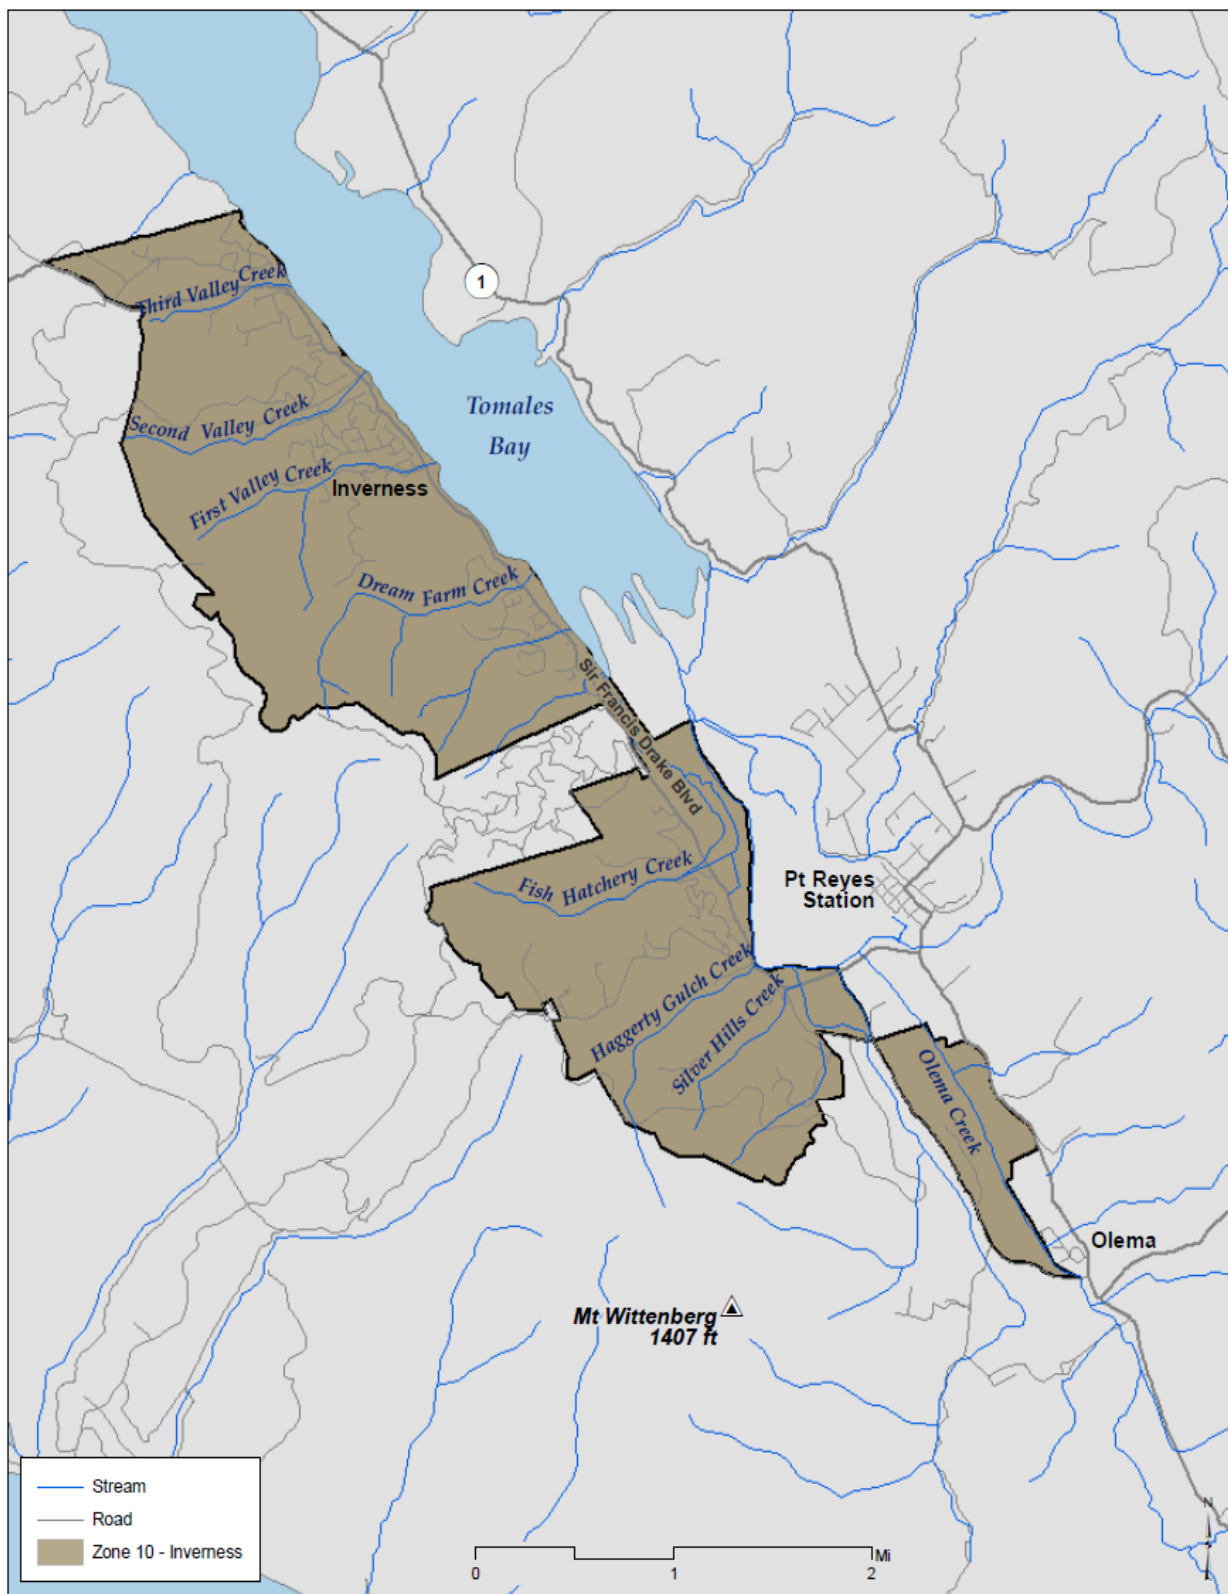 Third Valley Creek
1
Tomales
Bay
Second Valley Creek
First Valley Creek
Inverness
Dream Farm Creek
Sir Francis Drake Blvd
Fish Hatchery Creek
Pt Reyes
Station
Haggerty Gulch Creek
Silver Hills Creek
Olema Creek
Olema
Mt Wittenberg
1407 ft
Stream
Road
Zone 10 - Inverness
Mi
0 1 2
N